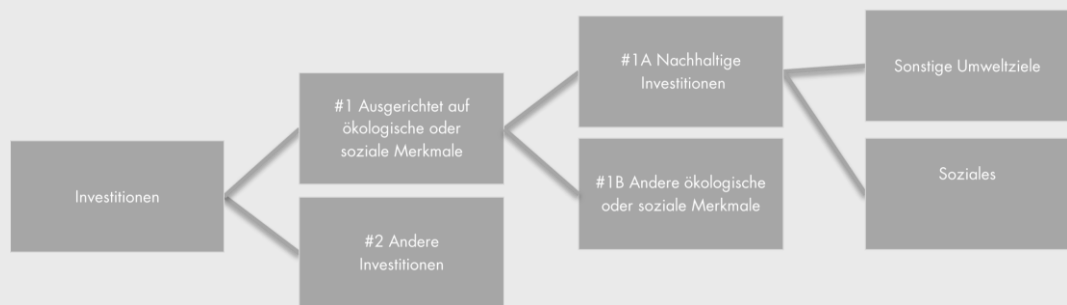 Investitionen
#1 Ausgerichtet auf
ökologische oder
soziale Merkmale
#2 Andere
Investitionen
#1A Nachhaltige
Investitionen
#1B Andere ökologische
oder soziale Merkmale
Sonstige Umweltziele
Soziales